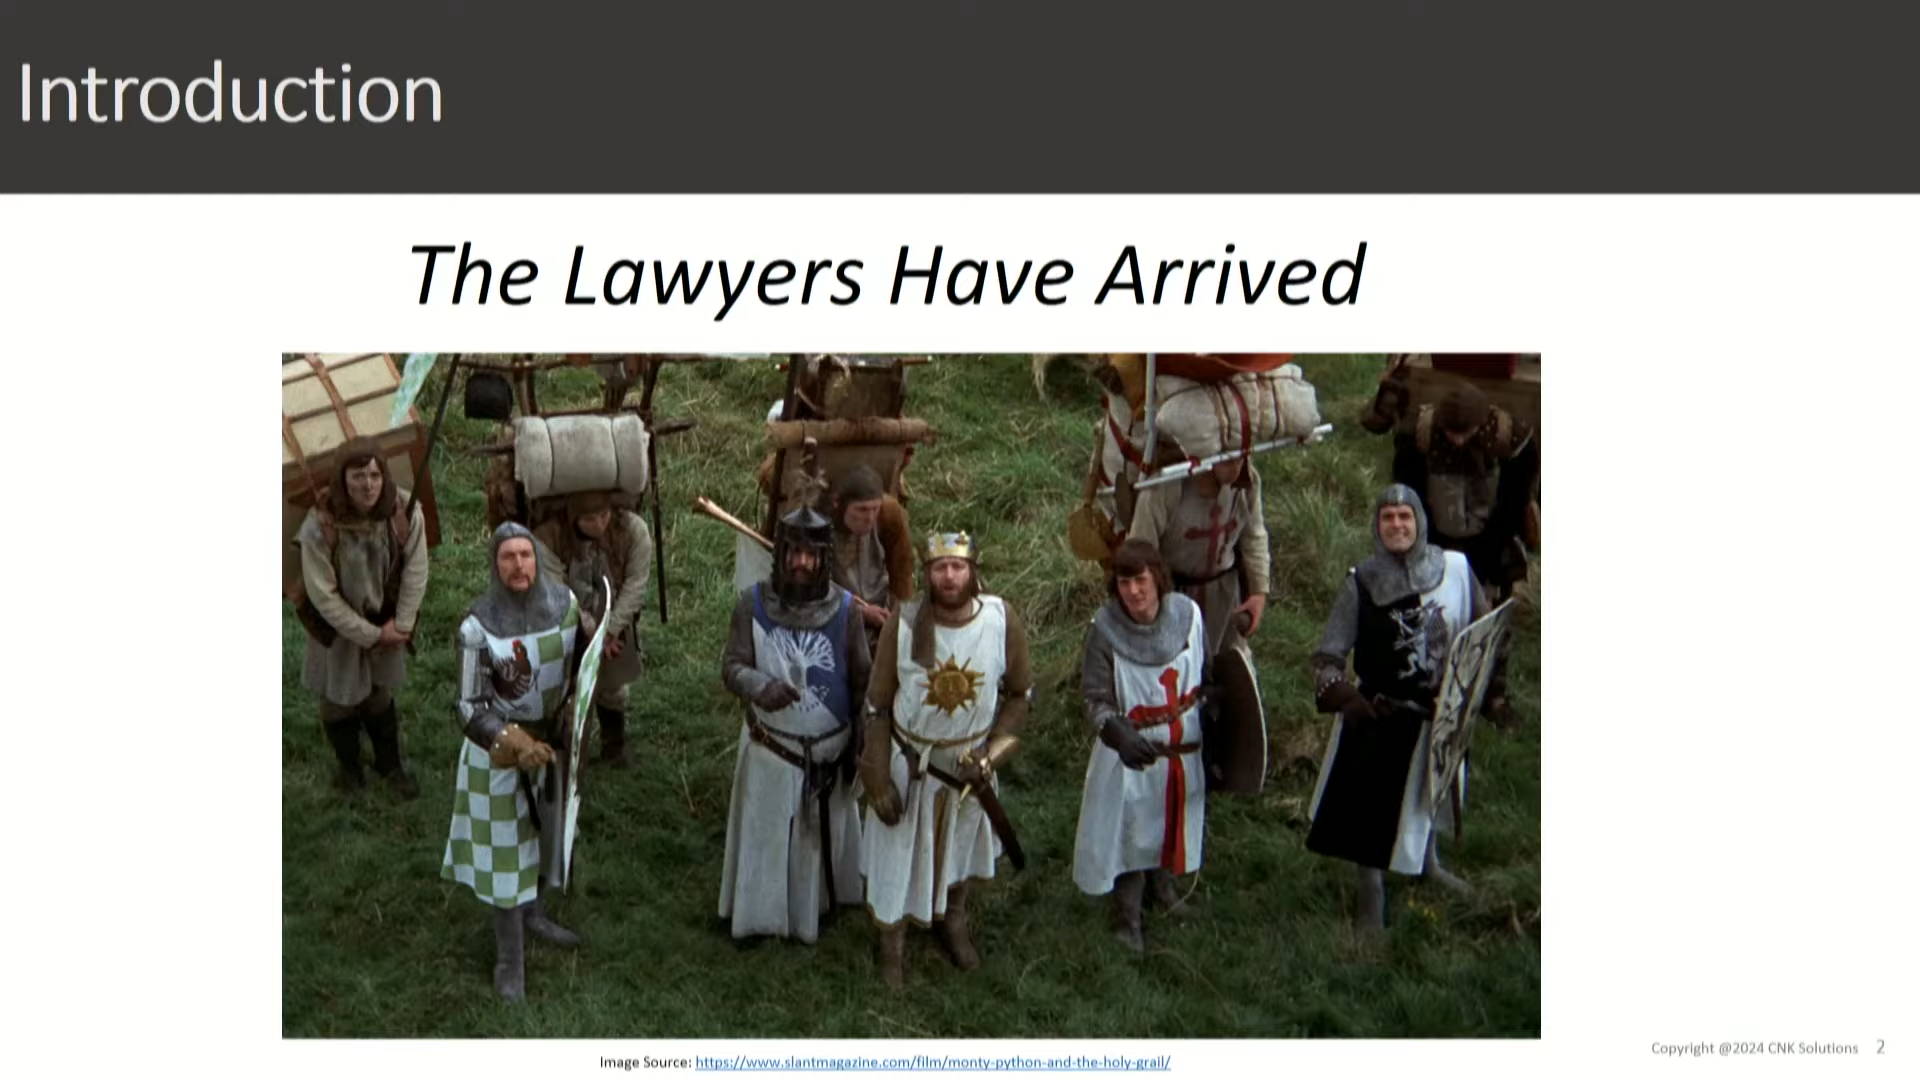 Introduction
The Lawyers Have Arrived
Image Source: https://www.slantmagazine.com/film/monty-python-and-the-holy-grail/
Copyright @2024 CNK Solutions 2